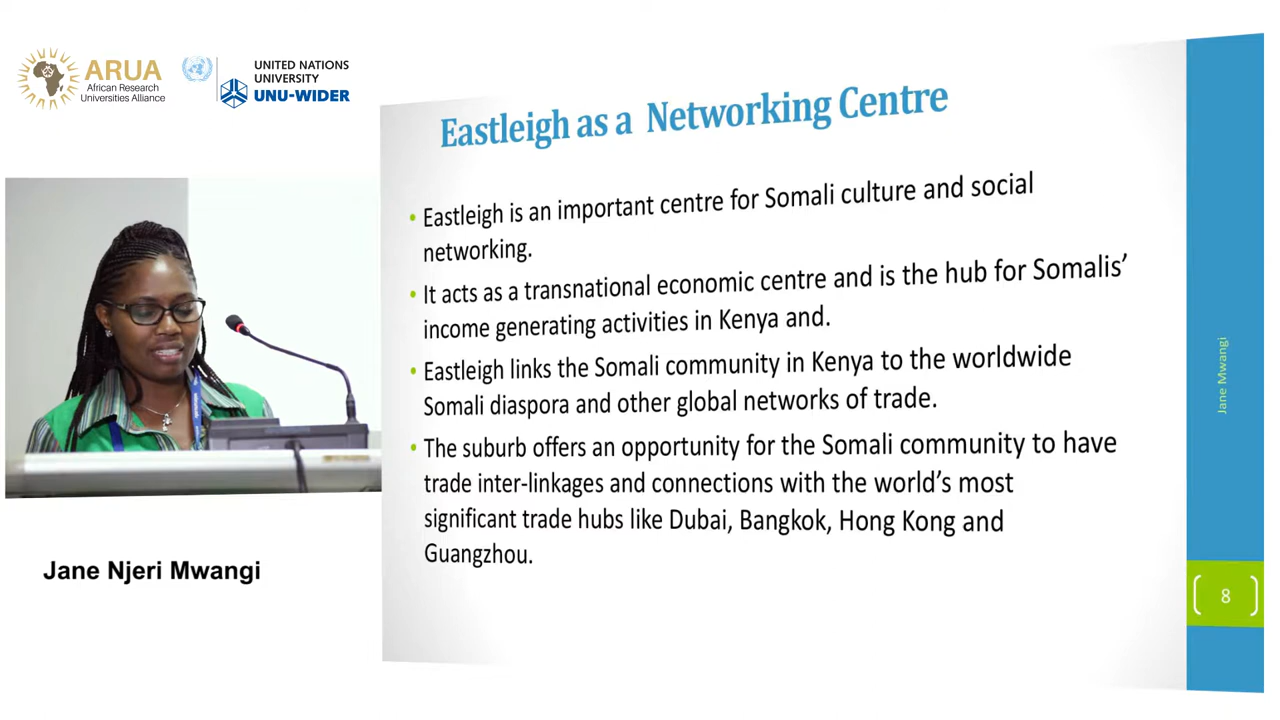 ARUA
African Research
Universities Alliance
UNITED NATIONS
UNIVERSITY
UNU-WIDER
Eastleigh as a Networking Centre
• Eastleigh is an important centre for Somali culture and social
networking.
• It acts as a transnational economic centre and is the hub for Somalis'
income generating activities in Kenya and.
• Eastleigh links the Somali community in Kenya to the worldwide
Somali diaspora and other global networks of trade.
• The suburb offers an opportunity for the Somali community to have
trade inter-linkages and connections with the world's most
significant trade hubs like Dubai, Bangkok, Hong Kong and
Guangzhou.
Jane Mwangi
8
Jane Njeri Mwangi